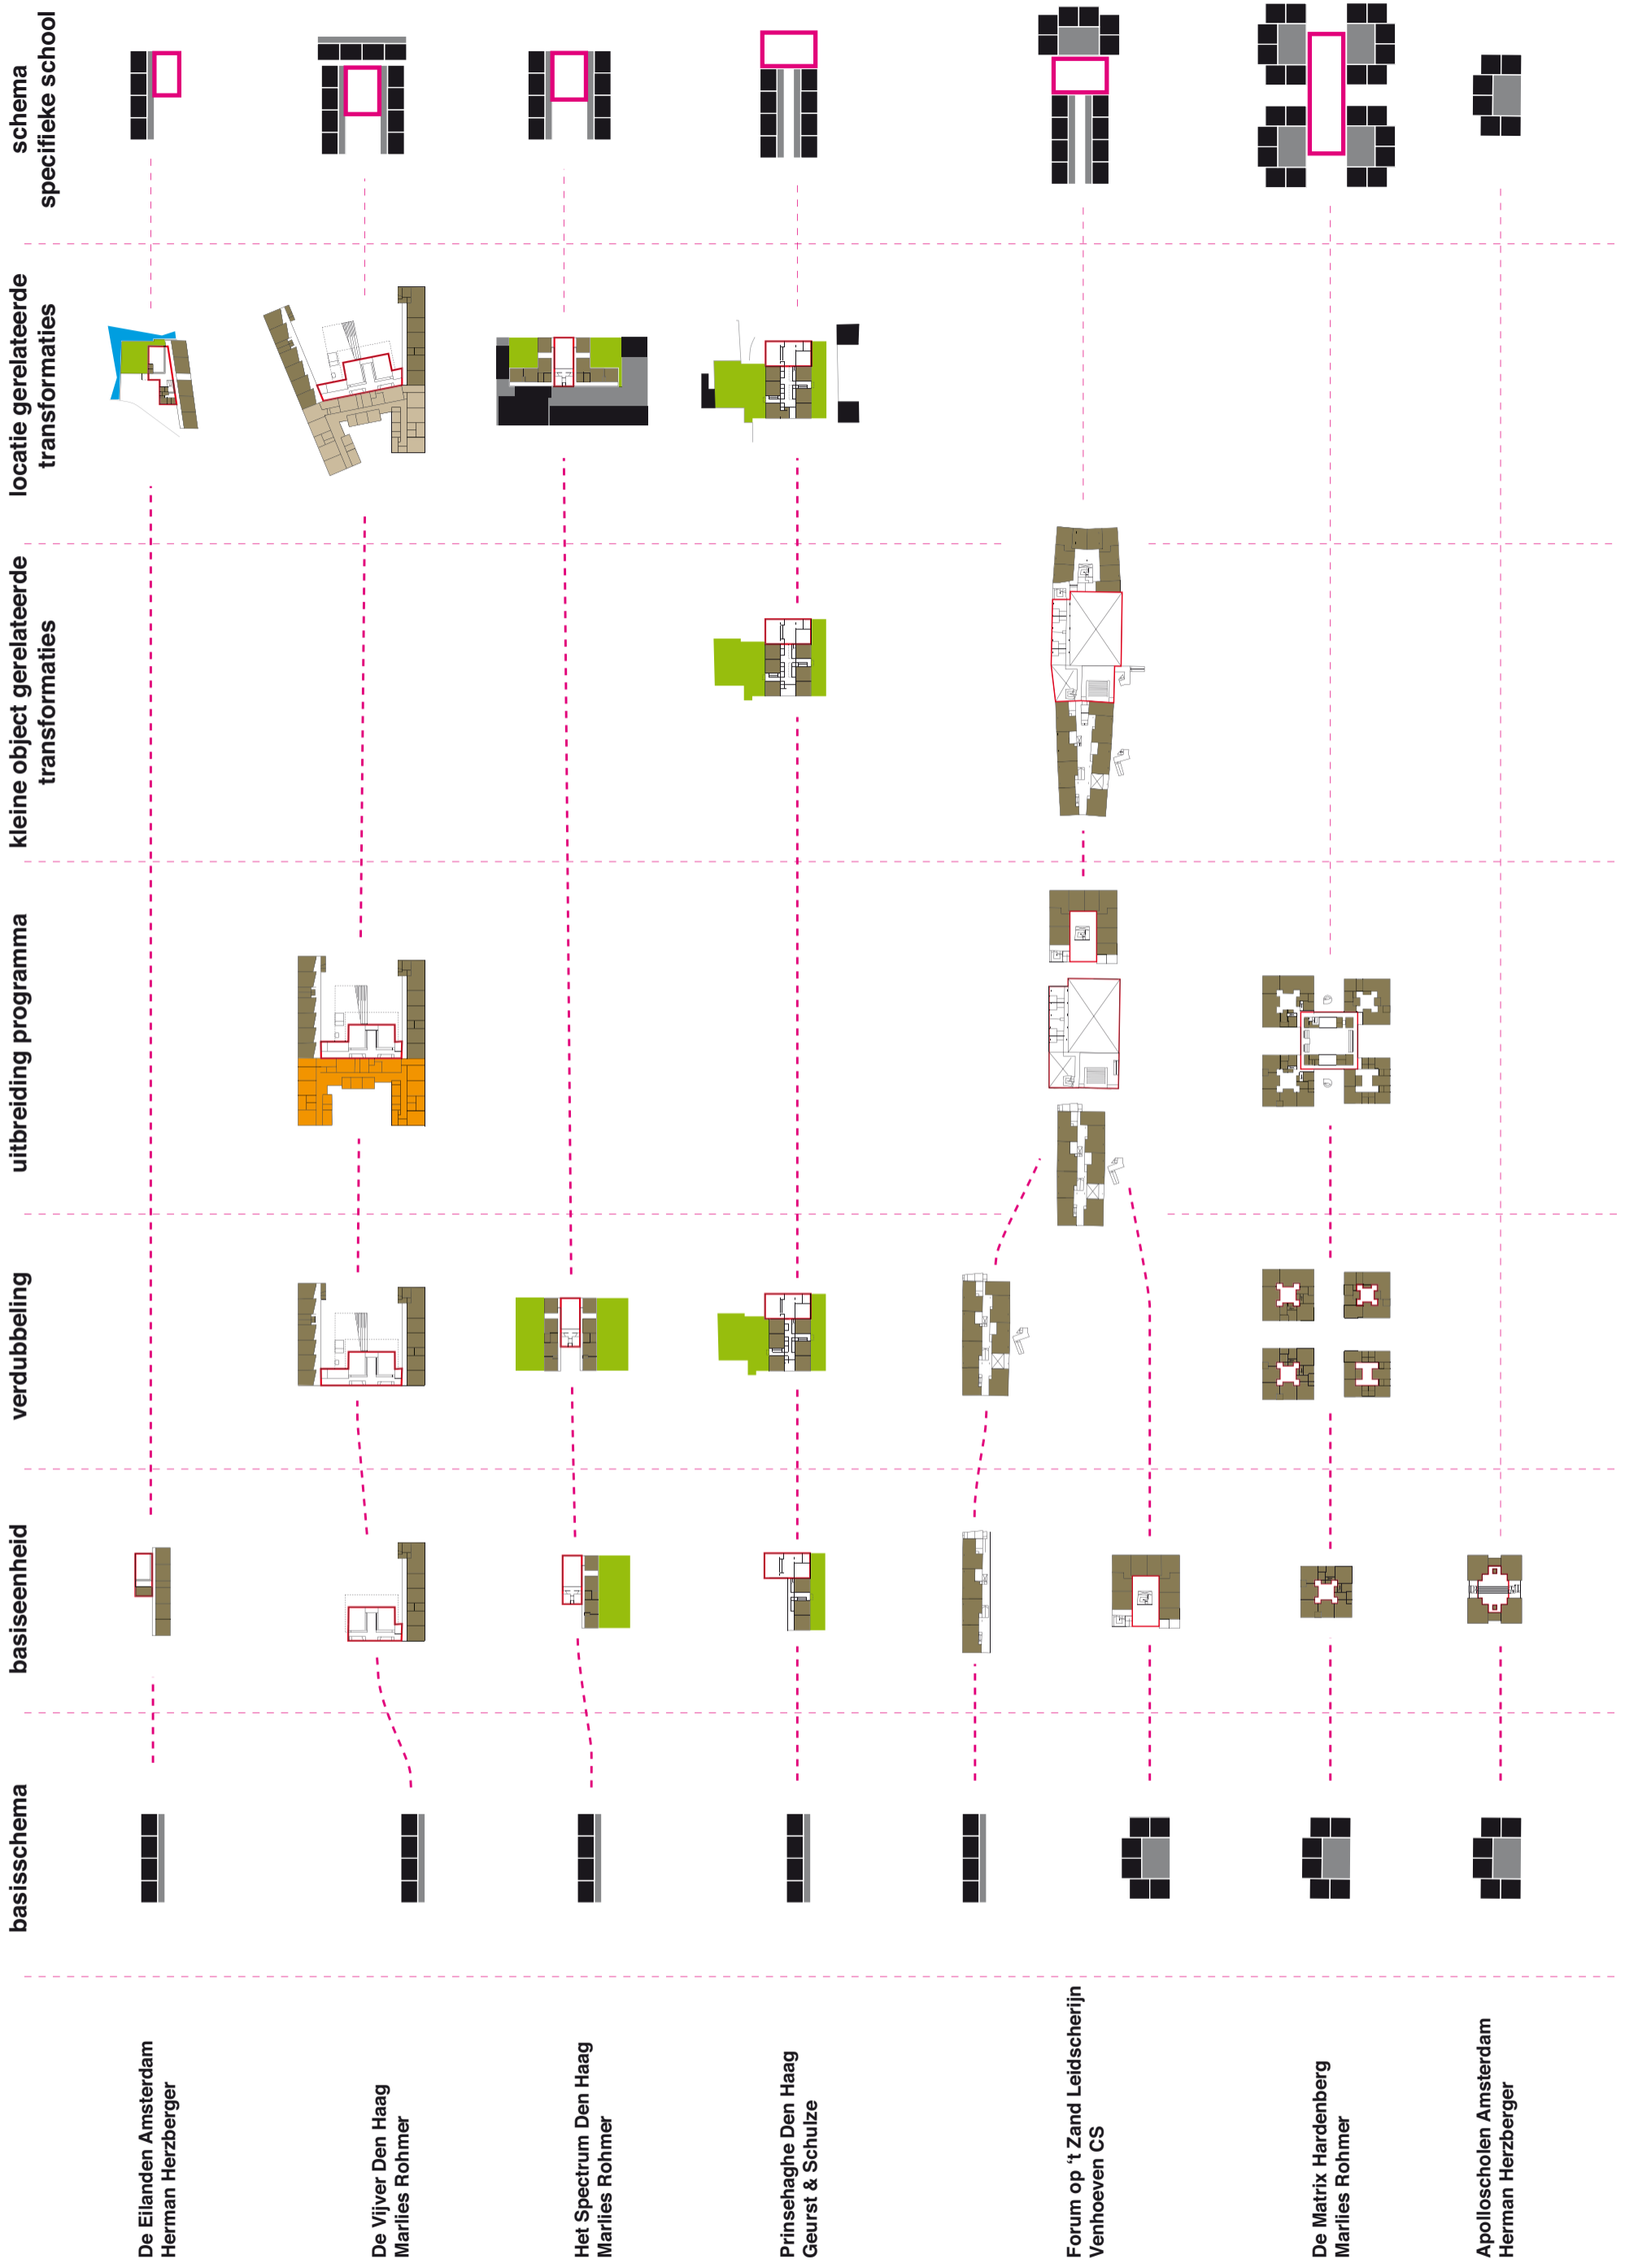 basisschema
basiseenheid
verdubbeling
uitbreiding programma
kleine object gerelateerde
transformaties
locatie gerelateerde
transformaties
schema
specifieke school
De Eilanden Amsterdam
Herman Herzberger
De Vijver Den Haag
Marlies Rohmer
Het Spectrum Den Haag
Marlies Rohmer
Prinsehaghe Den Haag
Geurst & Schulze
Forum op ‘t Zand Leidscherijn
Venhoeven CS
De Matrix Hardenberg
Marlies Rohmer
Apolloscholen Amsterdam
Herman Herzberger